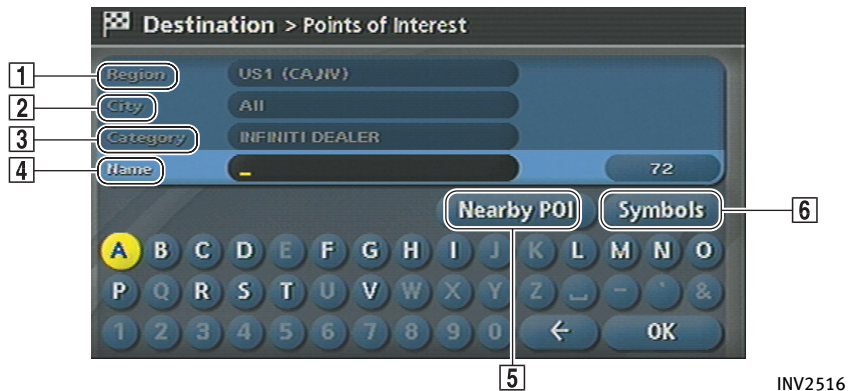 Destination > Points of Interest
1 Region US1 (CA,NV)
2 City All
3 Category INFINITI DEALER
4 Name _ 72
Nearby POI Symbols 6
A B C D E F G H I J K L M N O
P Q R S T U V W X Y Z ␣ - ` &
1 2 3 4 5 6 7 8 9 0 ← OK
5
INV2516